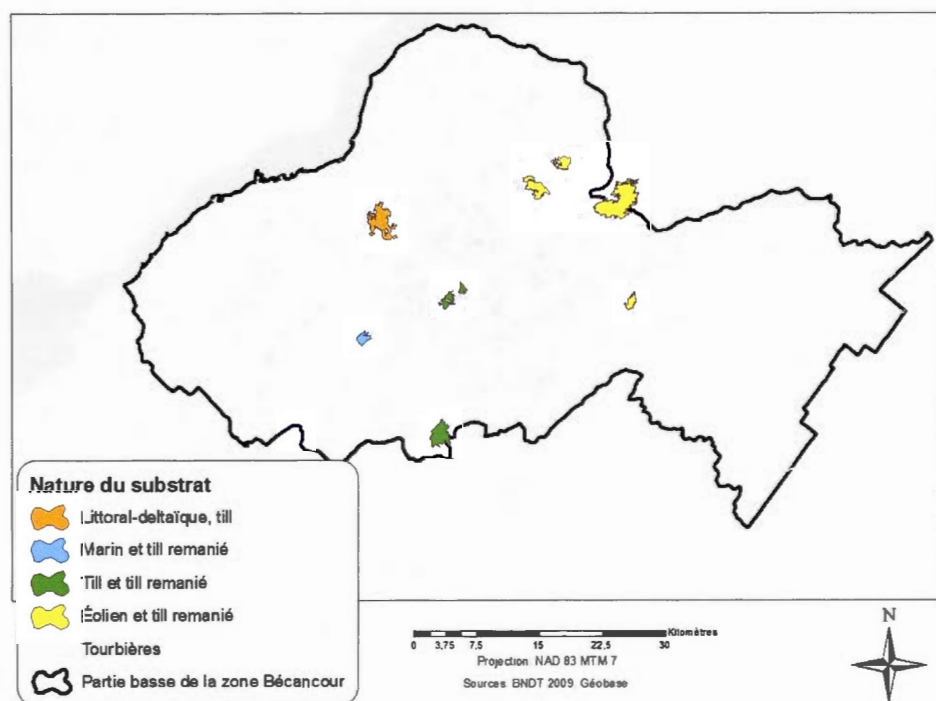 Nature du substrat
Littoral-deltaïque, till
Marin et till remanié
Till et till remanié
Éolien et till remanié
Tourbières
Partie basse de la zone Bécancour
0 3,75 7,5 15 22,5 30 Kilomètres
Projection: NAD 83 MTM 7
Sources BNDT 2009 Géobase
N